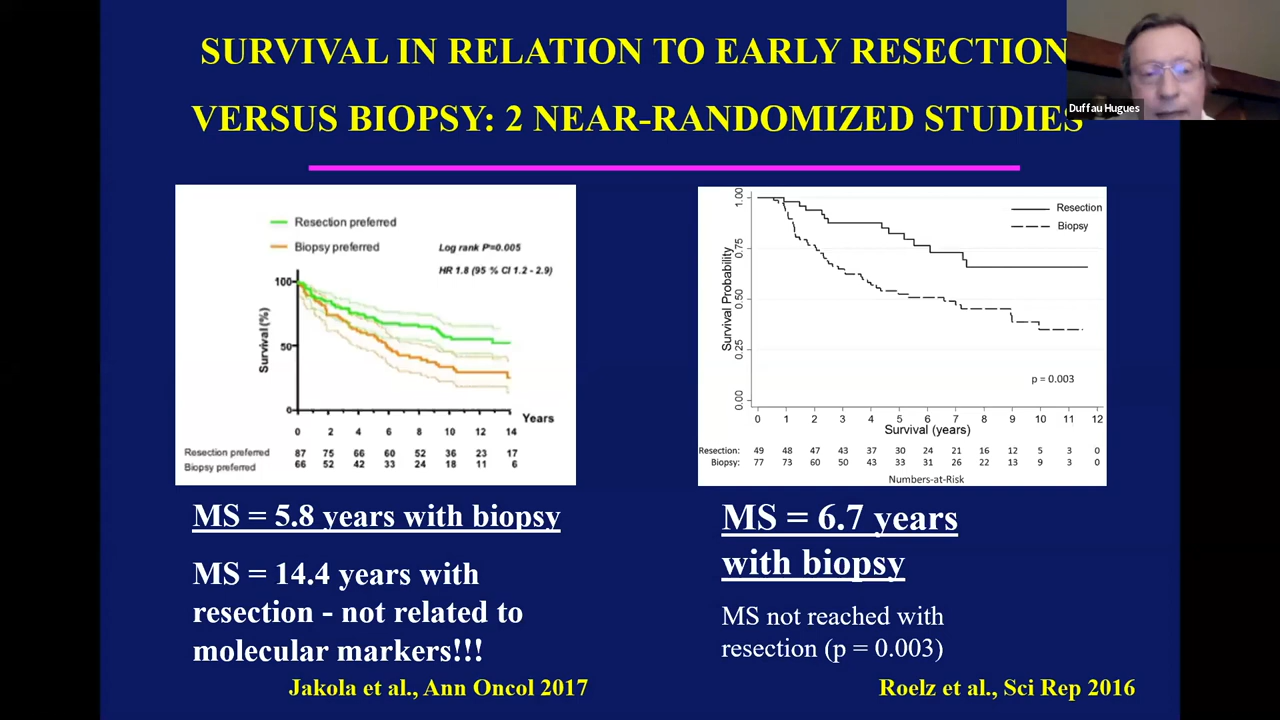 SURVIVAL IN RELATION TO EARLY RESECTION
VERSUS BIOPSY: 2 NEAR-RANDOMIZED STUDIES
Duffau Hugues
Resection preferred
Biopsy preferred
Log rank P=0.005
HR 1.8 (95 % CI 1.2 - 2.9)
100
50
0
Survival (%)
Years
0 2 4 6 8 10 12 14
Resection preferred 87 75 66 60 52 36 23 17
Biopsy preferred 66 52 42 33 24 18 11 6
Resection
Biopsy
1.00
0.75
0.50
0.25
0.00
Survival Probability
p = 0.003
0 1 2 3 4 5 6 7 8 9 10 11 12
Survival (years)
Resection: 49 48 47 43 37 30 24 21 16 12 5 3 0
Biopsy: 77 73 60 50 43 33 31 26 22 13 9 3 0
Numbers-at-Risk
MS = 5.8 years with biopsy
MS = 14.4 years with
resection - not related to
molecular markers!!!
Jakola et al., Ann Oncol 2017
MS = 6.7 years
with biopsy
MS not reached with
resection (p = 0.003)
Roelz et al., Sci Rep 2016